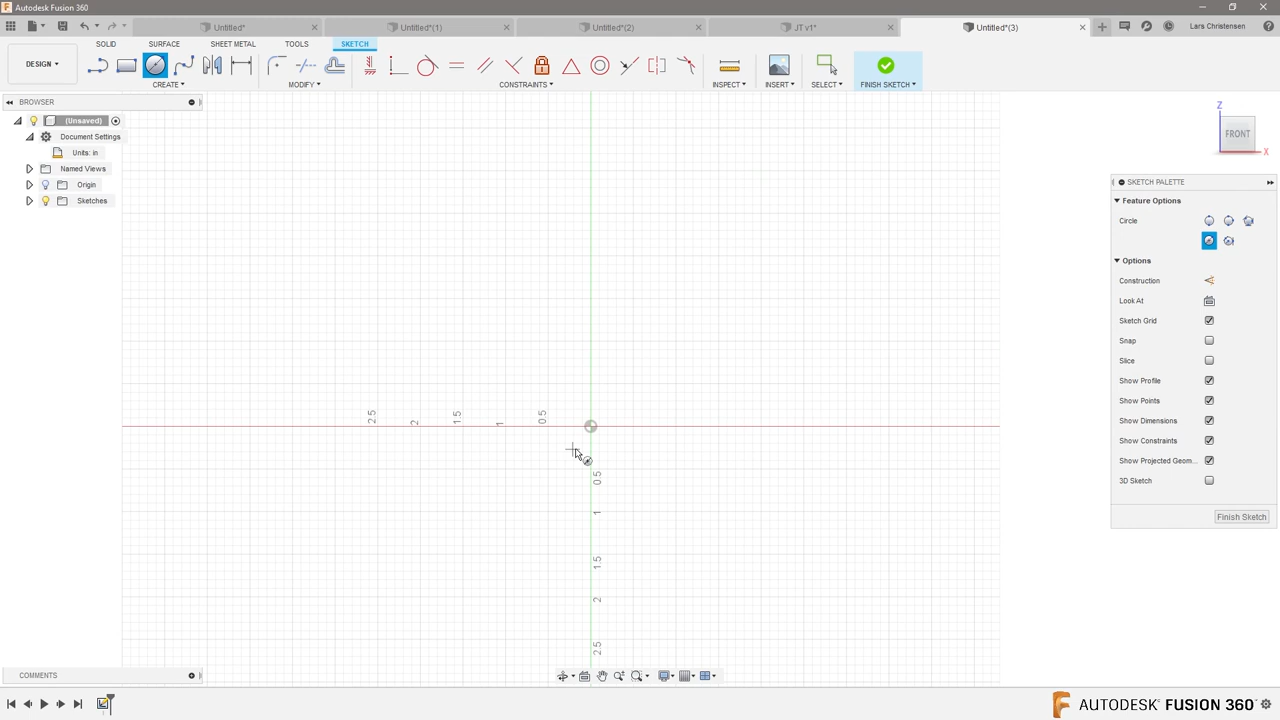 Autodesk Fusion 360
Untitled* Untitled*(1) Untitled*(2) JT v1* Untitled*(3) Lars Christensen
SOLID SURFACE SHEET METAL TOOLS SKETCH
DESIGN
CREATE MODIFY CONSTRAINTS INSPECT INSERT SELECT FINISH SKETCH
BROWSER
(Unsaved)
Document Settings
Units: in
Named Views
Origin
Sketches
Z
FRONT
X
SKETCH PALETTE
Feature Options
Circle
Options
Construction
Look At
Sketch Grid
Snap
Slice
Show Profile
Show Points
Show Dimensions
Show Constraints
Show Projected Geom...
3D Sketch
Finish Sketch
2.5 2 1.5 1 0.5
0.5
1
1.5
2
2.5
COMMENTS
AUTODESK FUSION 360